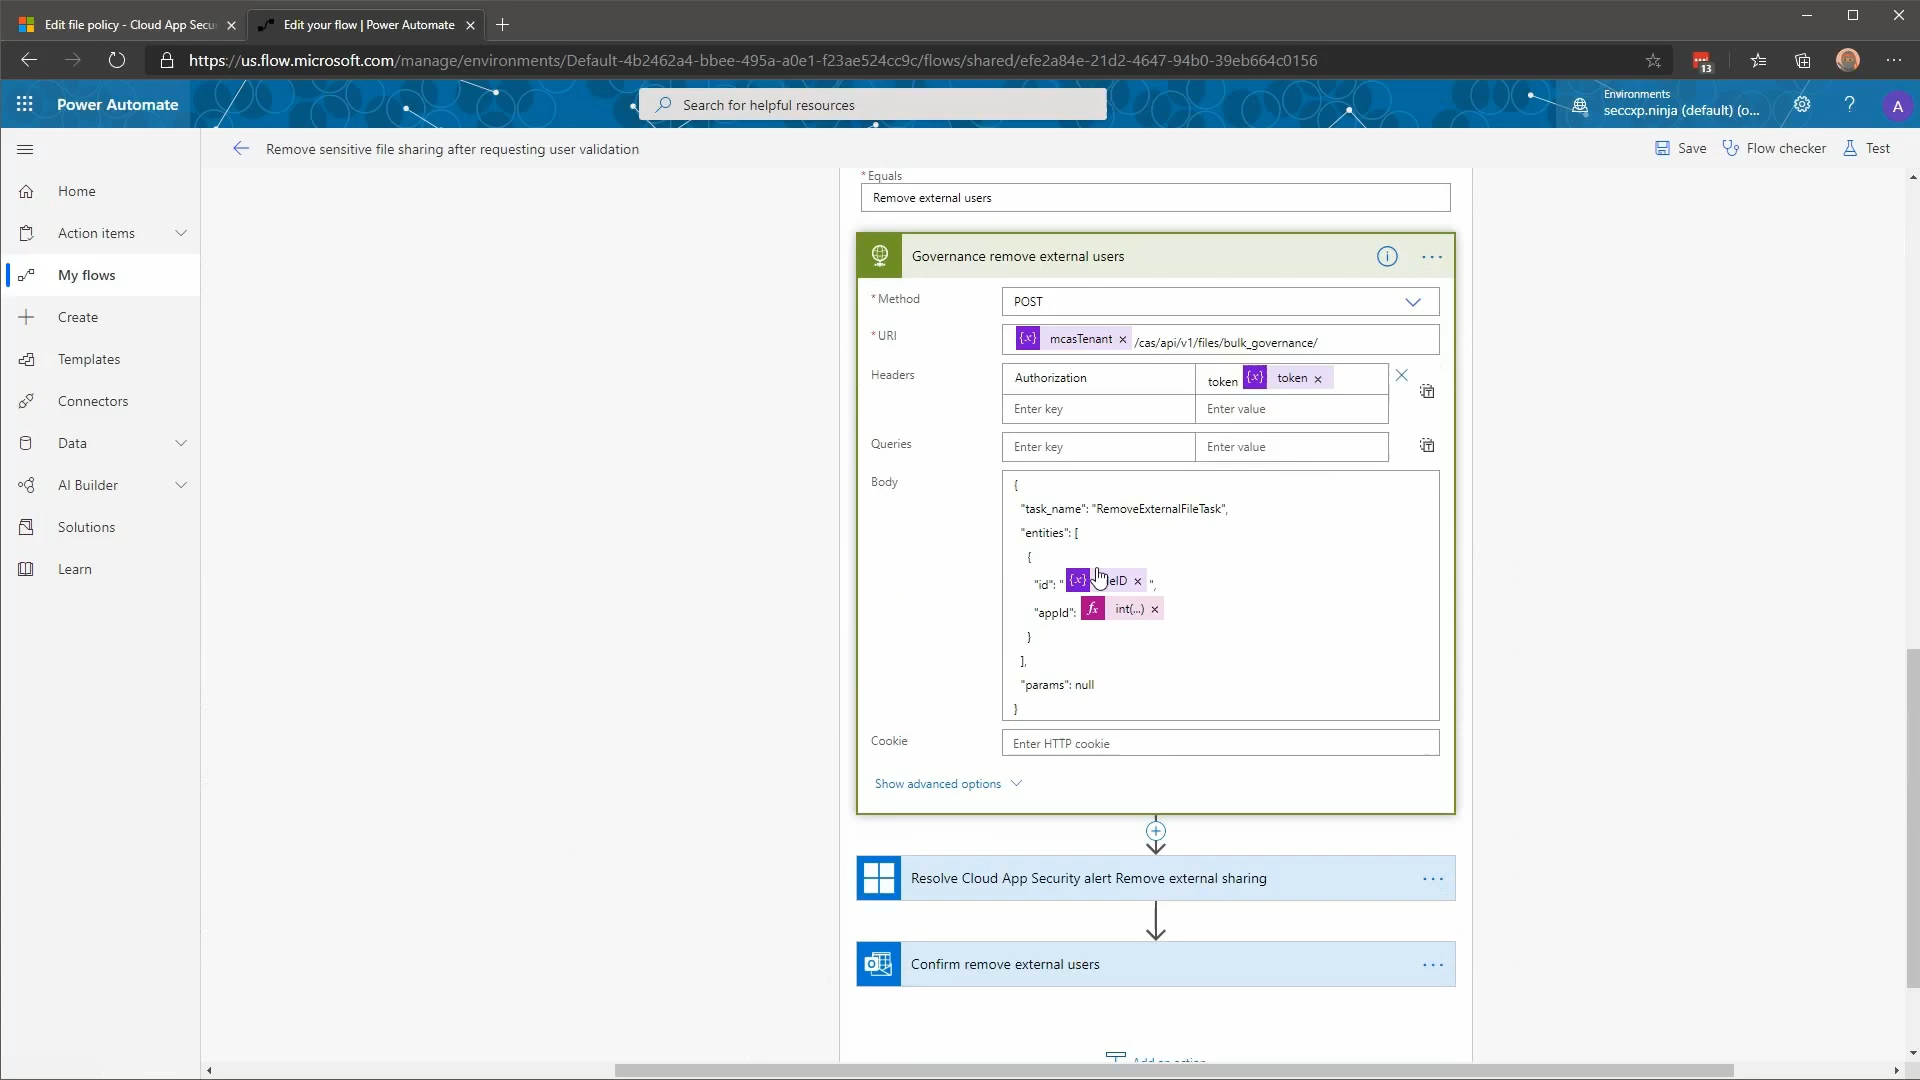 Edit file policy - Cloud App Secu
Edit your flow | Power Automate
https://us.flow.microsoft.com/manage/environments/Default-4b2462a4-bbee-495a-a0e1-f23ae524cc9c/flows/shared/efe2a84e-21d2-4647-94b0-39eb664c0156
13
Power Automate
Search for helpful resources
Environments
seccxp.ninja (default) (o...
A
Remove sensitive file sharing after requesting user validation
Save
Flow checker
Test
Home
Action items
My flows
Create
Templates
Connectors
Data
AI Builder
Solutions
Learn
* Equals
Remove external users
Governance remove external users
* Method
POST
* URI
{x} mcasTenant × /cas/api/v1/files/bulk_governance/
Headers
Authorization
token {x} token ×
Enter key
Enter value
Queries
Enter key
Enter value
Body
{
"task_name": "RemoveExternalFileTask",
"entities": [
{
"id": " {x} eID × ",
"appId": fx int(...) ×
}
],
"params": null
}
Cookie
Enter HTTP cookie
Show advanced options
Resolve Cloud App Security alert Remove external sharing
Confirm remove external users
Add an action